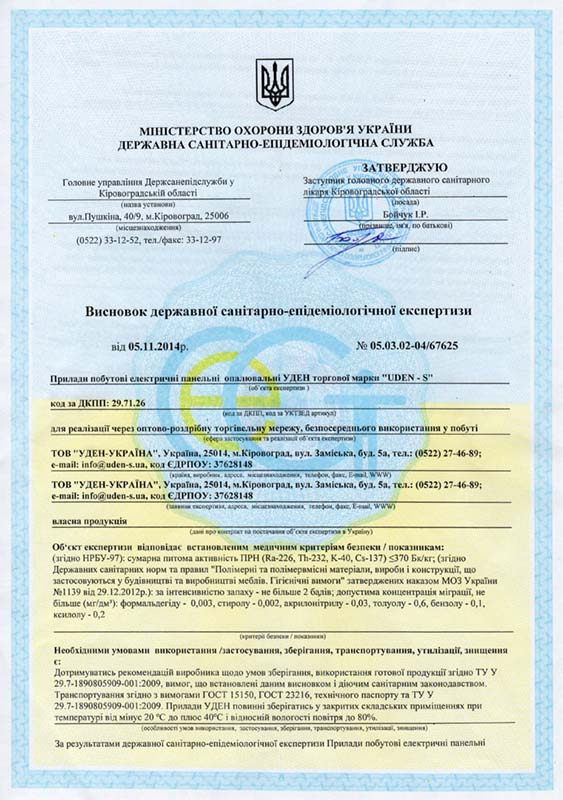 МІНІСТЕРСТВО ОХОРОНИ ЗДОРОВ'Я УКРАЇНИ
ДЕРЖАВНА САНІТАРНО-ЕПІДЕМІОЛОГІЧНА СЛУЖБА
ЗАТВЕРДЖУЮ
Головне управління Держсанепідслужби у
Кіровоградській області
(назва установи)
вул.Пушкіна, 40/9, м.Кіровоград, 25006
(місцезнаходження)
(0522) 33-12-52, тел./факс: 33-12-97
Заступник головного державного санітарного
лікаря Кіровоградської області
(посада)
Бойчук І.Р.
(прізвище, ім'я, по батькові)
(підпис)
Висновок державної санітарно-епідеміологічної експертизи
від 05.11.2014р.
№ 05.03.02-04/67625
Прилади побутові електричні панельні опалювальні УДЕН торгової марки "UDEN - S"
(об'єкта експертизи)
код за ДКПП: 29.71.26
(код за ДКПП, код за УКТЗЕД артикул)
для реалізації через оптово-роздрібну торгівельну мережу, безпосереднього використання у побуті
(сфера застосування та реалізації об'єкта експертизи)
ТОВ "УДЕН-УКРАЇНА", Україна, 25014, м.Кіровоград, вул. Заміська, буд. 5а, тел.: (0522) 27-46-89;
e-mail: info@uden-s.ua, код ЄДРПОУ: 37628148
(країна, виробник, адреса, місцезнаходження, телефон, факс, E-mail, WWW)
ТОВ "УДЕН-УКРАЇНА", Україна, 25014, м.Кіровоград, вул. Заміська, буд. 5а, тел.: (0522) 27-46-89;
e-mail: info@uden-s.ua, код ЄДРПОУ: 37628148
(заявник експертизи, адреса, місцезнаходження, телефон, факс, E-mail, WWW)
власна продукція
(дані про контракт на постачання об'єкта експертизи в Україну)
Об'єкт експертизи відповідає встановленим медичним критеріям безпеки / показникам:
(згідно НРБУ-97): сумарна питома активність ПРН (Ra-226, Th-232, K-40, Cs-137) ≤370 Бк/кг; (згідно
Державних санітарних норм та правил "Полімерні та полімервмісні матеріали, вироби і конструкції, що
застосовуються у будівництві та виробництві меблів. Гігієнічні вимоги" затверджених наказом МОЗ України
№1139 від 29.12.2012р.): за інтенсивністю запаху - не більше 2 балів; допустима концентрація міграції, не
більше (мг/дм³): формальдегіду - 0,003, стиролу - 0,002, акрилонітрилу - 0,03, толуолу - 0,6, бензолу - 0,1,
ксилолу - 0,2
(критерії безпеки / показники)
Необхідними умовами використання /застосування, зберігання, транспортування, утилізації, знищення
є:
Дотримуватись рекомендацій виробника щодо умов зберігання, використання готової продукції згідно ТУ У
29.7-1890805909-001:2009, вимог, що встановлені даним висновком і діючим санітарним законодавством.
Транспортування згідно з вимогами ГОСТ 15150, ГОСТ 23216, технічного паспорту та ТУ У
29.7-1890805909-001:2009. Прилади УДЕН повинні зберігатись у закритих складських приміщеннях при
температурі від мінус 20 °С до плюс 40°С і відносній вологості повітря до 80%.
(особливості умов використання, застосування, зберігання, транспортування, утилізації, знищення)
За результатами державної санітарно-епідеміологічної експертизи Прилади побутові електричні панельні